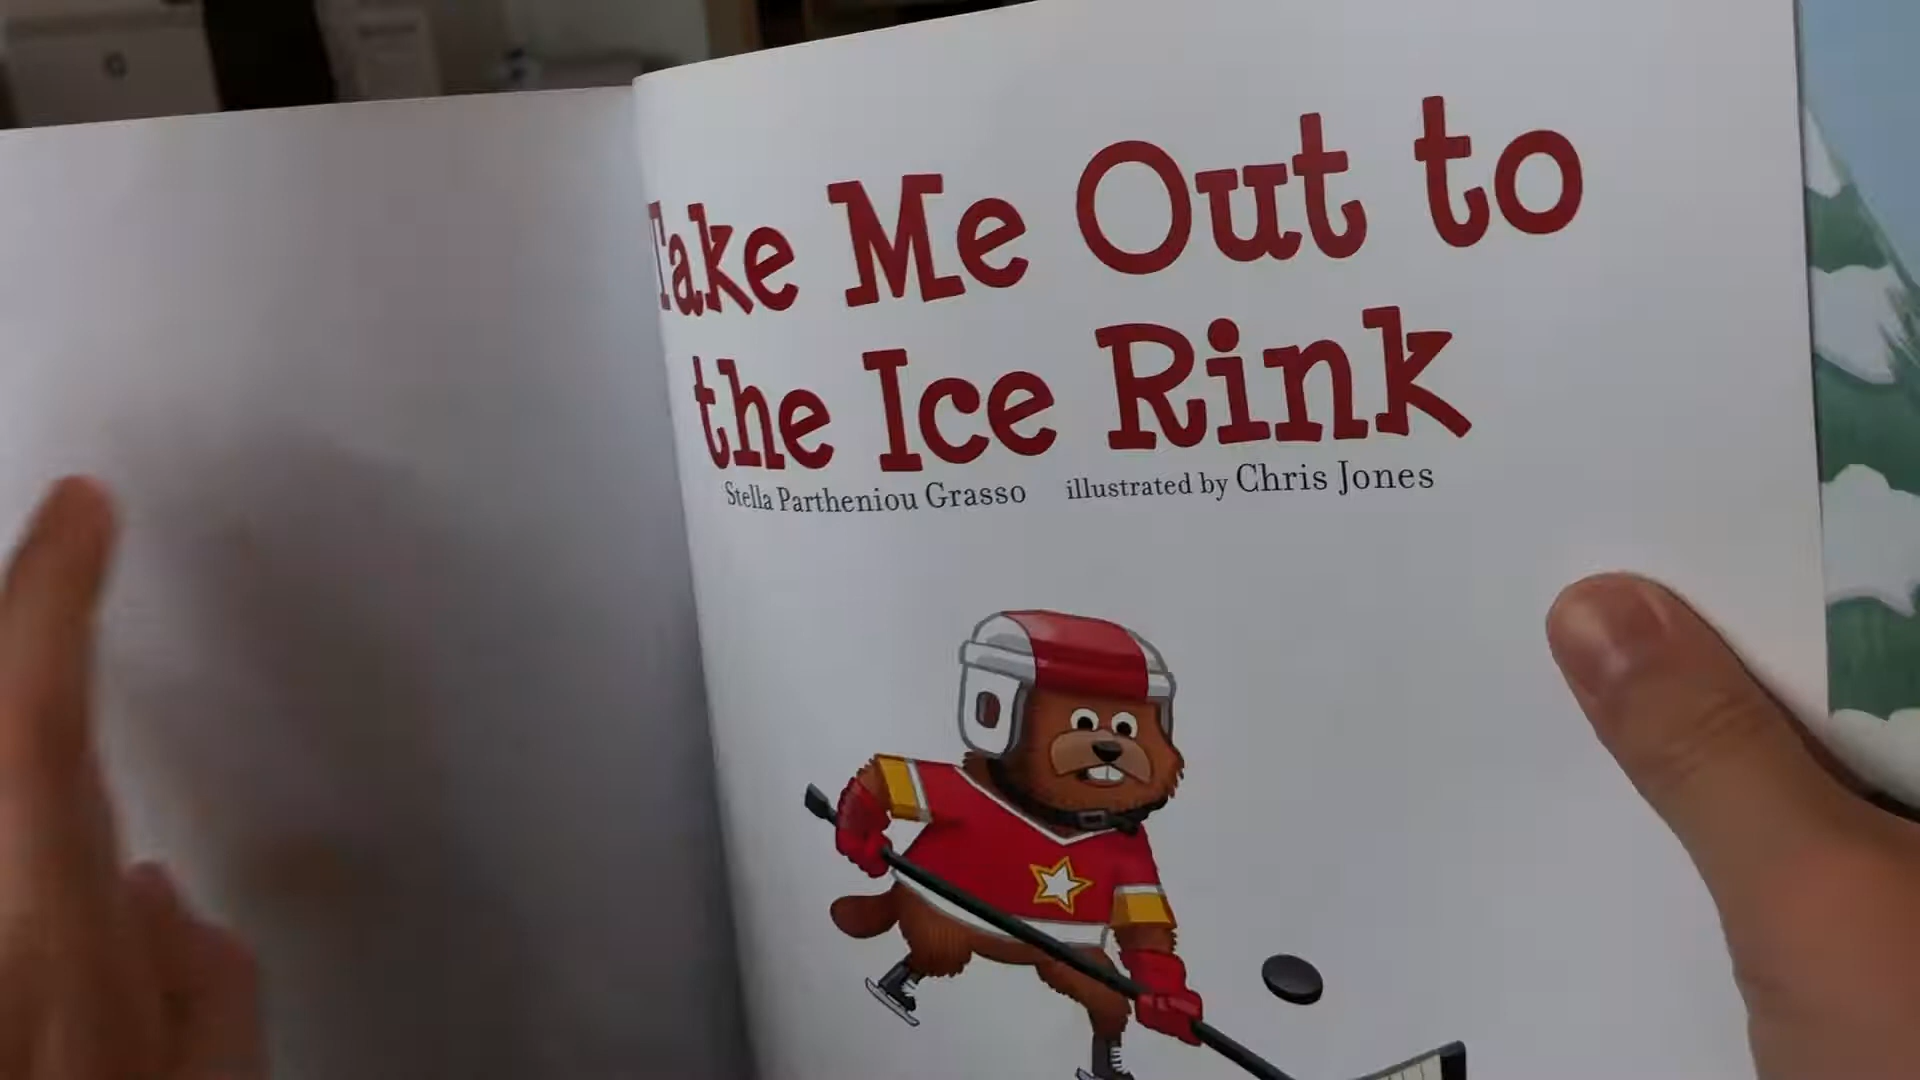 Take Me Out to
the Ice Rink
Stella Partheniou Grasso illustrated by Chris Jones